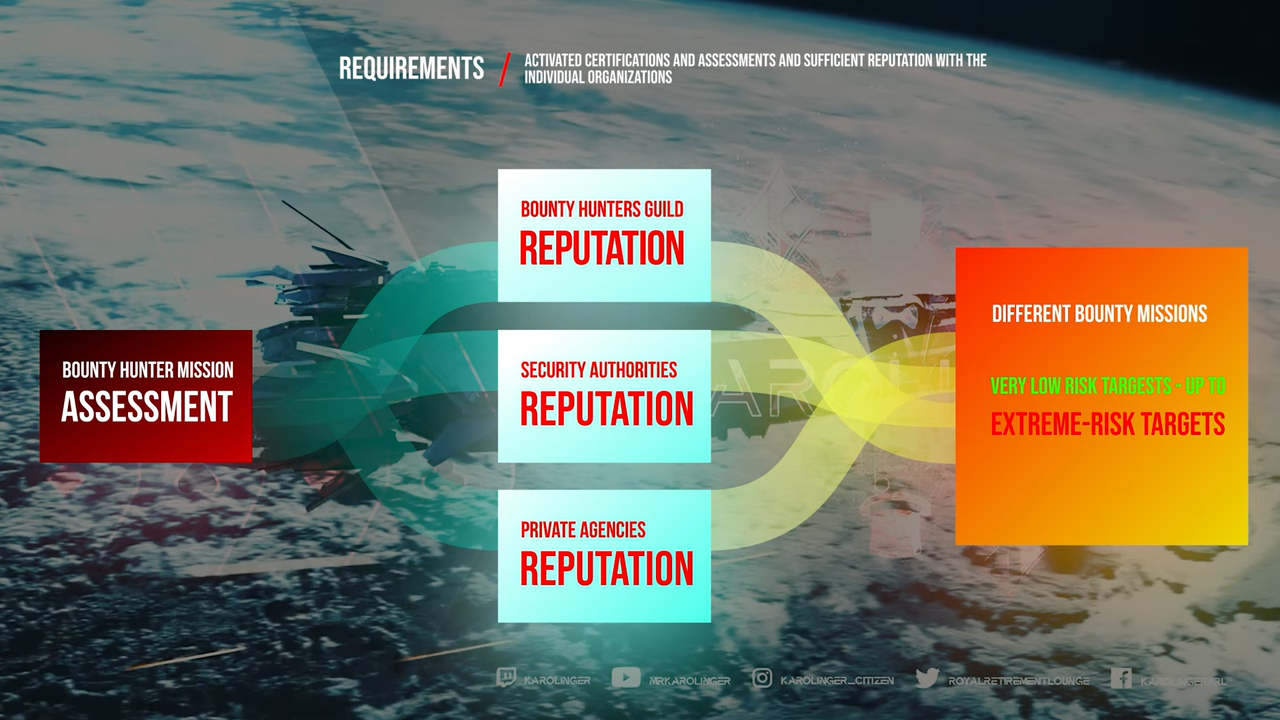 REQUIREMENTS / ACTIVATED CERTIFICATIONS AND ASSESSMENTS AND SUFFICIENT REPUTATION WITH THE
INDIVIDUAL ORGANIZATIONS
BOUNTY HUNTER MISSION
ASSESSMENT
BOUNTY HUNTERS GUILD
REPUTATION
SECURITY AUTHORITIES
REPUTATION
PRIVATE AGENCIES
REPUTATION
DIFFERENT BOUNTY MISSIONS
VERY LOW RISK TARGESTS - UP TO
EXTREME-RISK TARGETS
KAROLINGER
MRKAROLINGER
KAROLINGER_CITIZEN
ROYALRETIREMENTLOUNGE